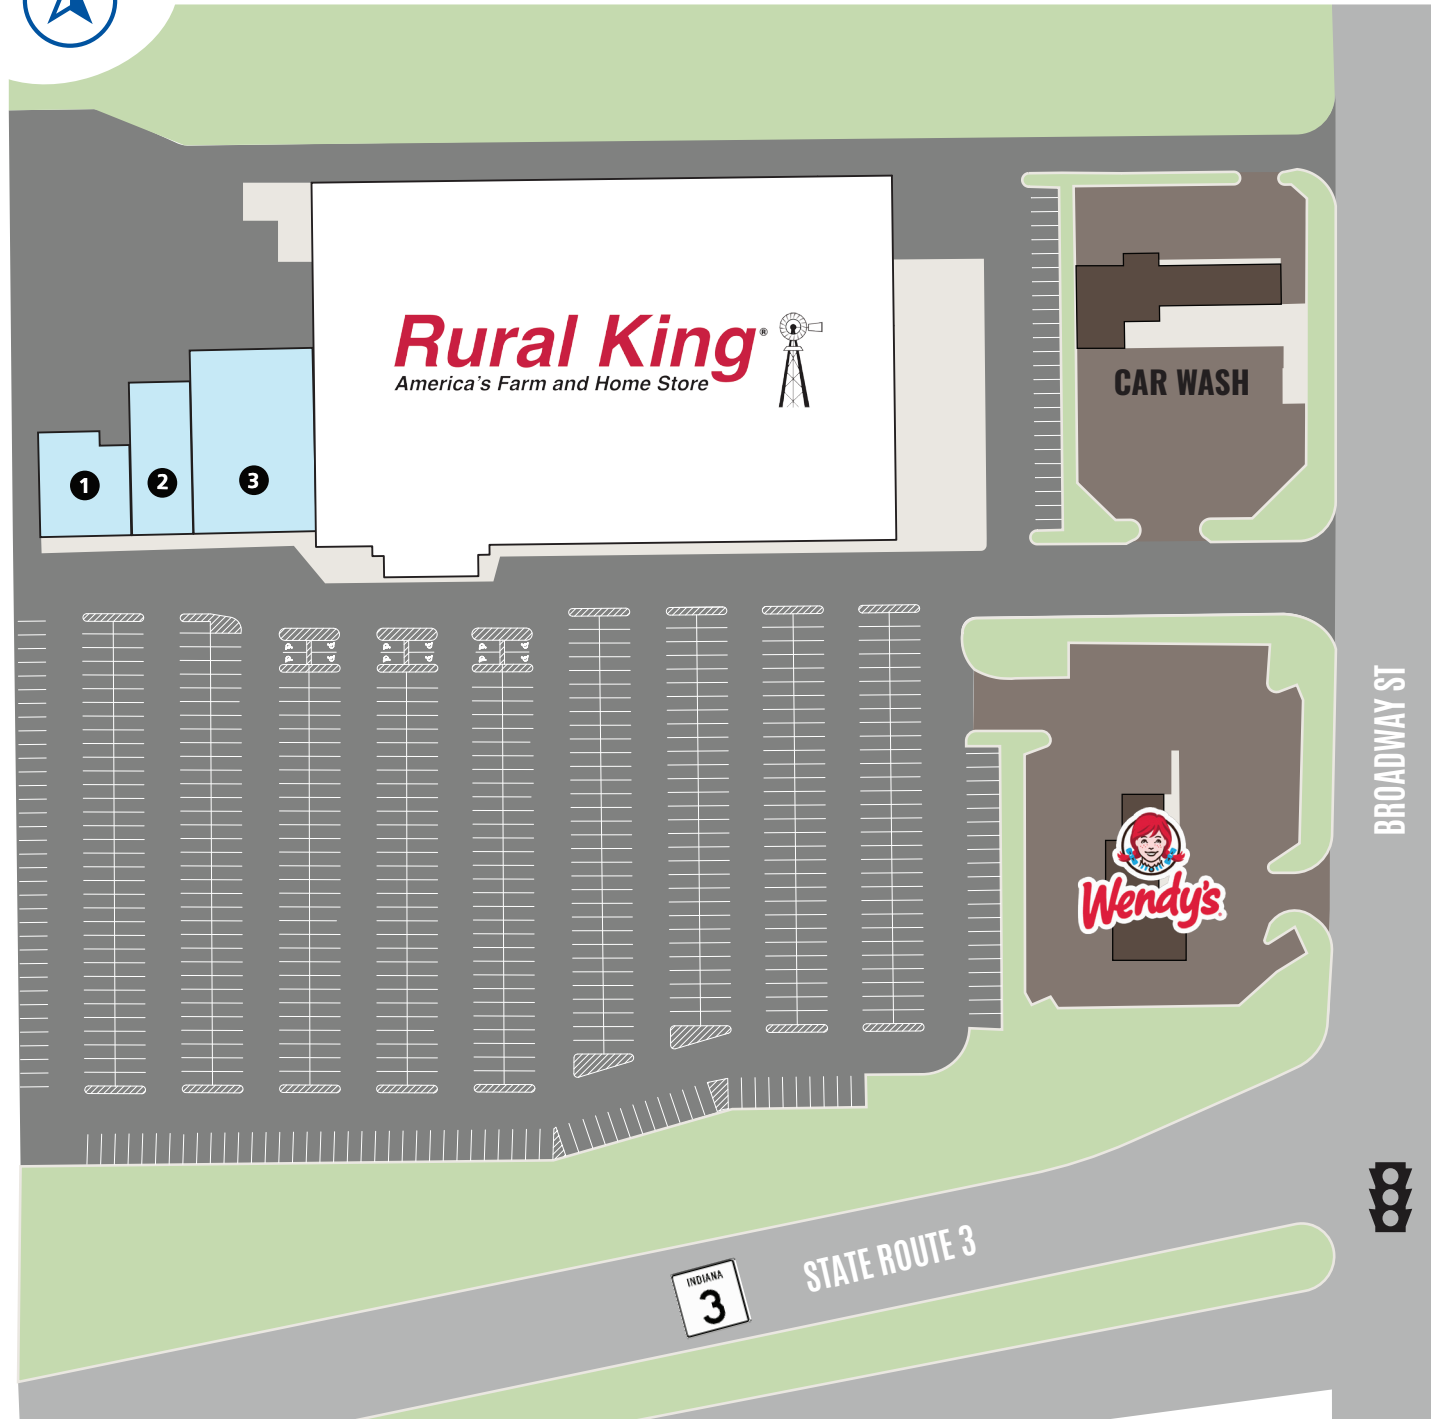 Rural King®
America's Farm and Home Store
CAR WASH
1
2
3
BROADWAY ST
Wendy's
STATE ROUTE 3
INDIANA
3